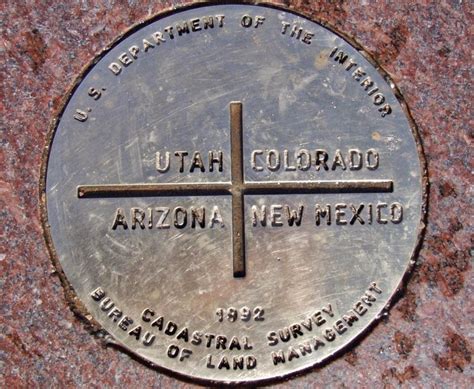 U.S. DEPARTMENT OF THE INTERIOR
UTAH COLORADO
ARIZONA NEW MEXICO
1992
CADASTRAL SURVEY
BUREAU OF LAND MANAGEMENT